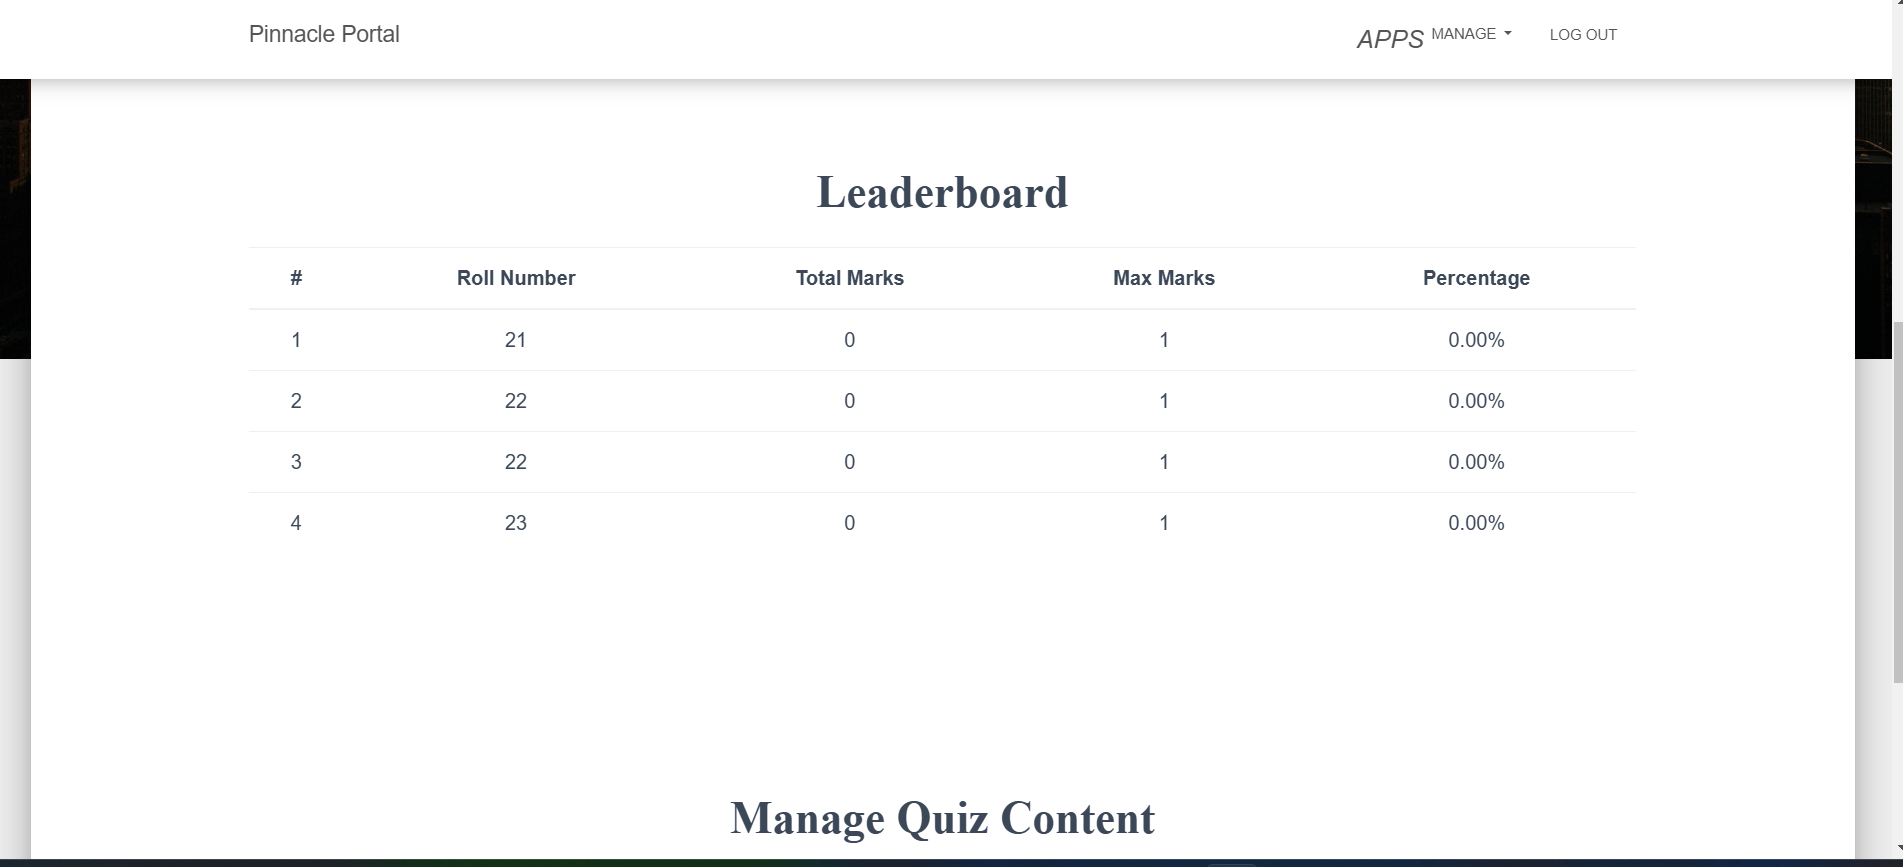 Pinnacle Portal APPS MANAGE LOG OUT
Leaderboard
# Roll Number Total Marks Max Marks Percentage
1 21 0 1 0.00%
2 22 0 1 0.00%
3 22 0 1 0.00%
4 23 0 1 0.00%
Manage Quiz Content